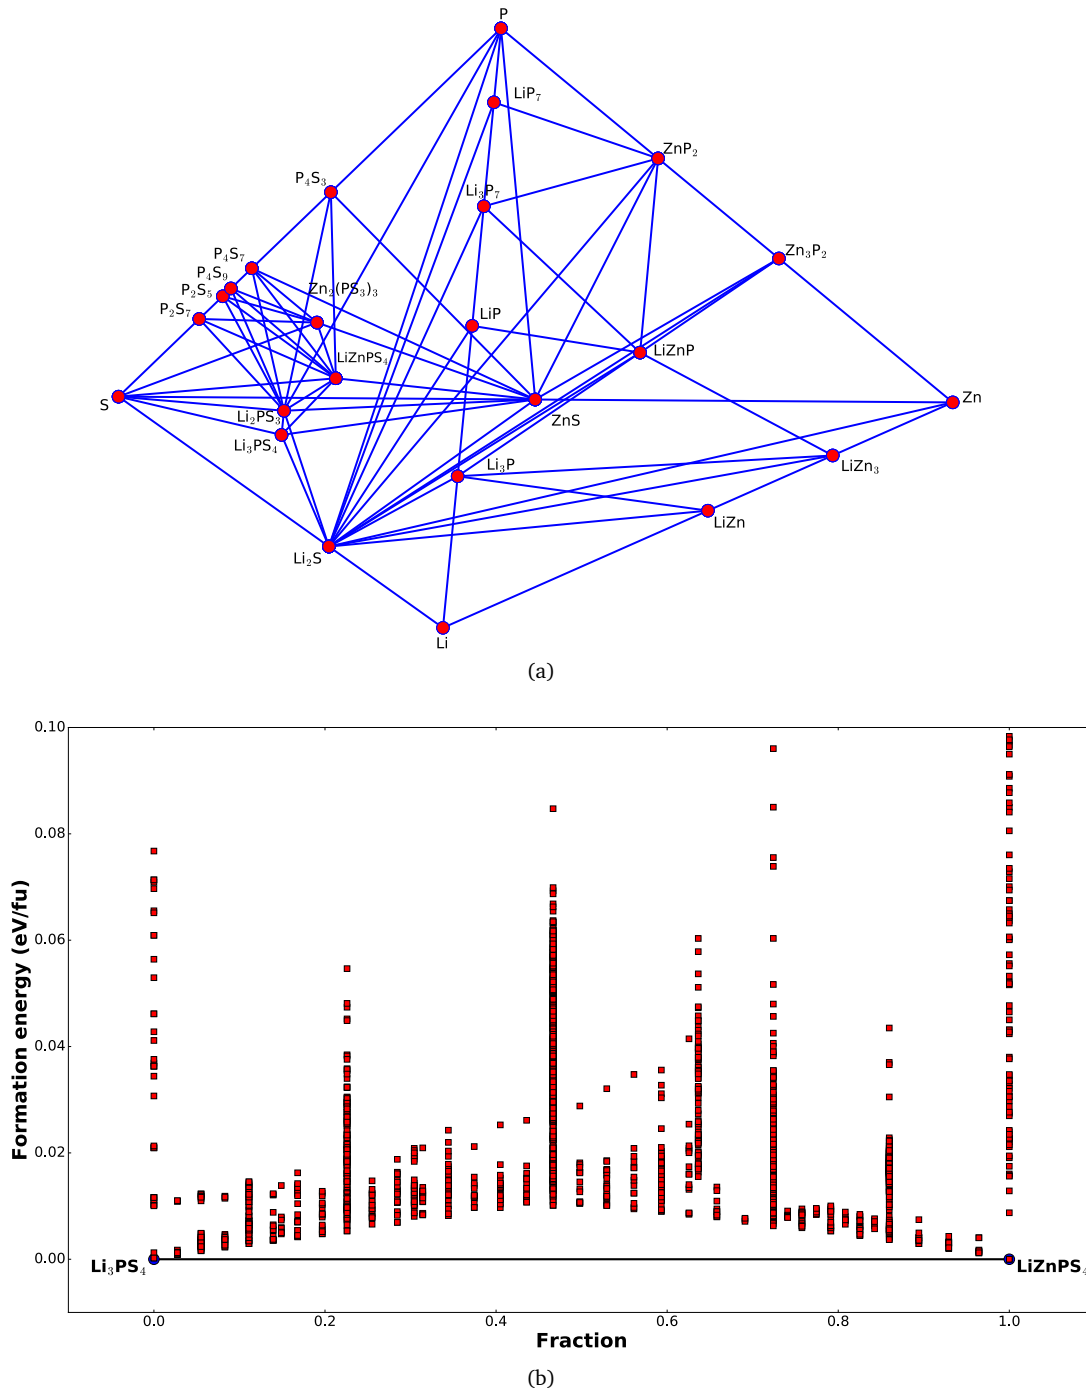 P
LiP₇
ZnP₂
P₄S₃
Li₃P₇
P₄S₇
Zn₃P₂
P₄S₉
P₂S₅
Zn₂(PS₃)₃
P₂S₇
LiP
LiZnPS₄
LiZnP
S
Zn
Li₂PS₃
ZnS
Li₃PS₄
Li₃P
LiZn₃
LiZn
Li₂S
Li
(a)
0.10
0.08
0.06
0.04
0.02
0.00
Formation energy (eV/fu)
Li₃PS₄
LiZnPS₄
0.0 0.2 0.4 0.6 0.8 1.0
Fraction
(b)